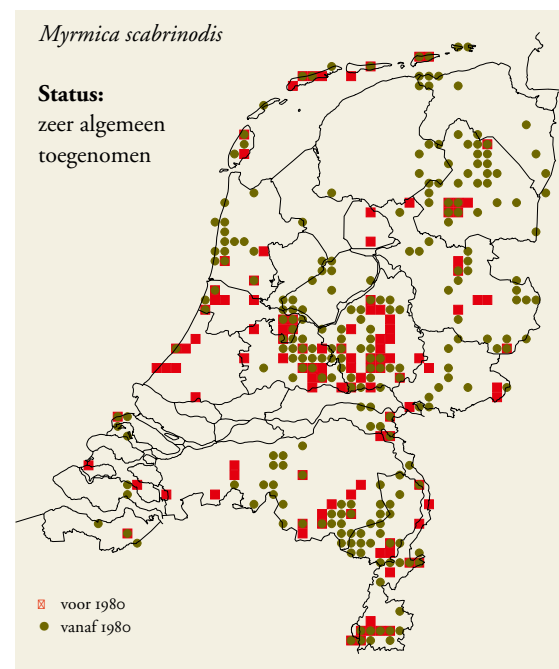 Myrmica scabrinodis
Status:
zeer algemeen
toegenomen
voor 1980
vanaf 1980